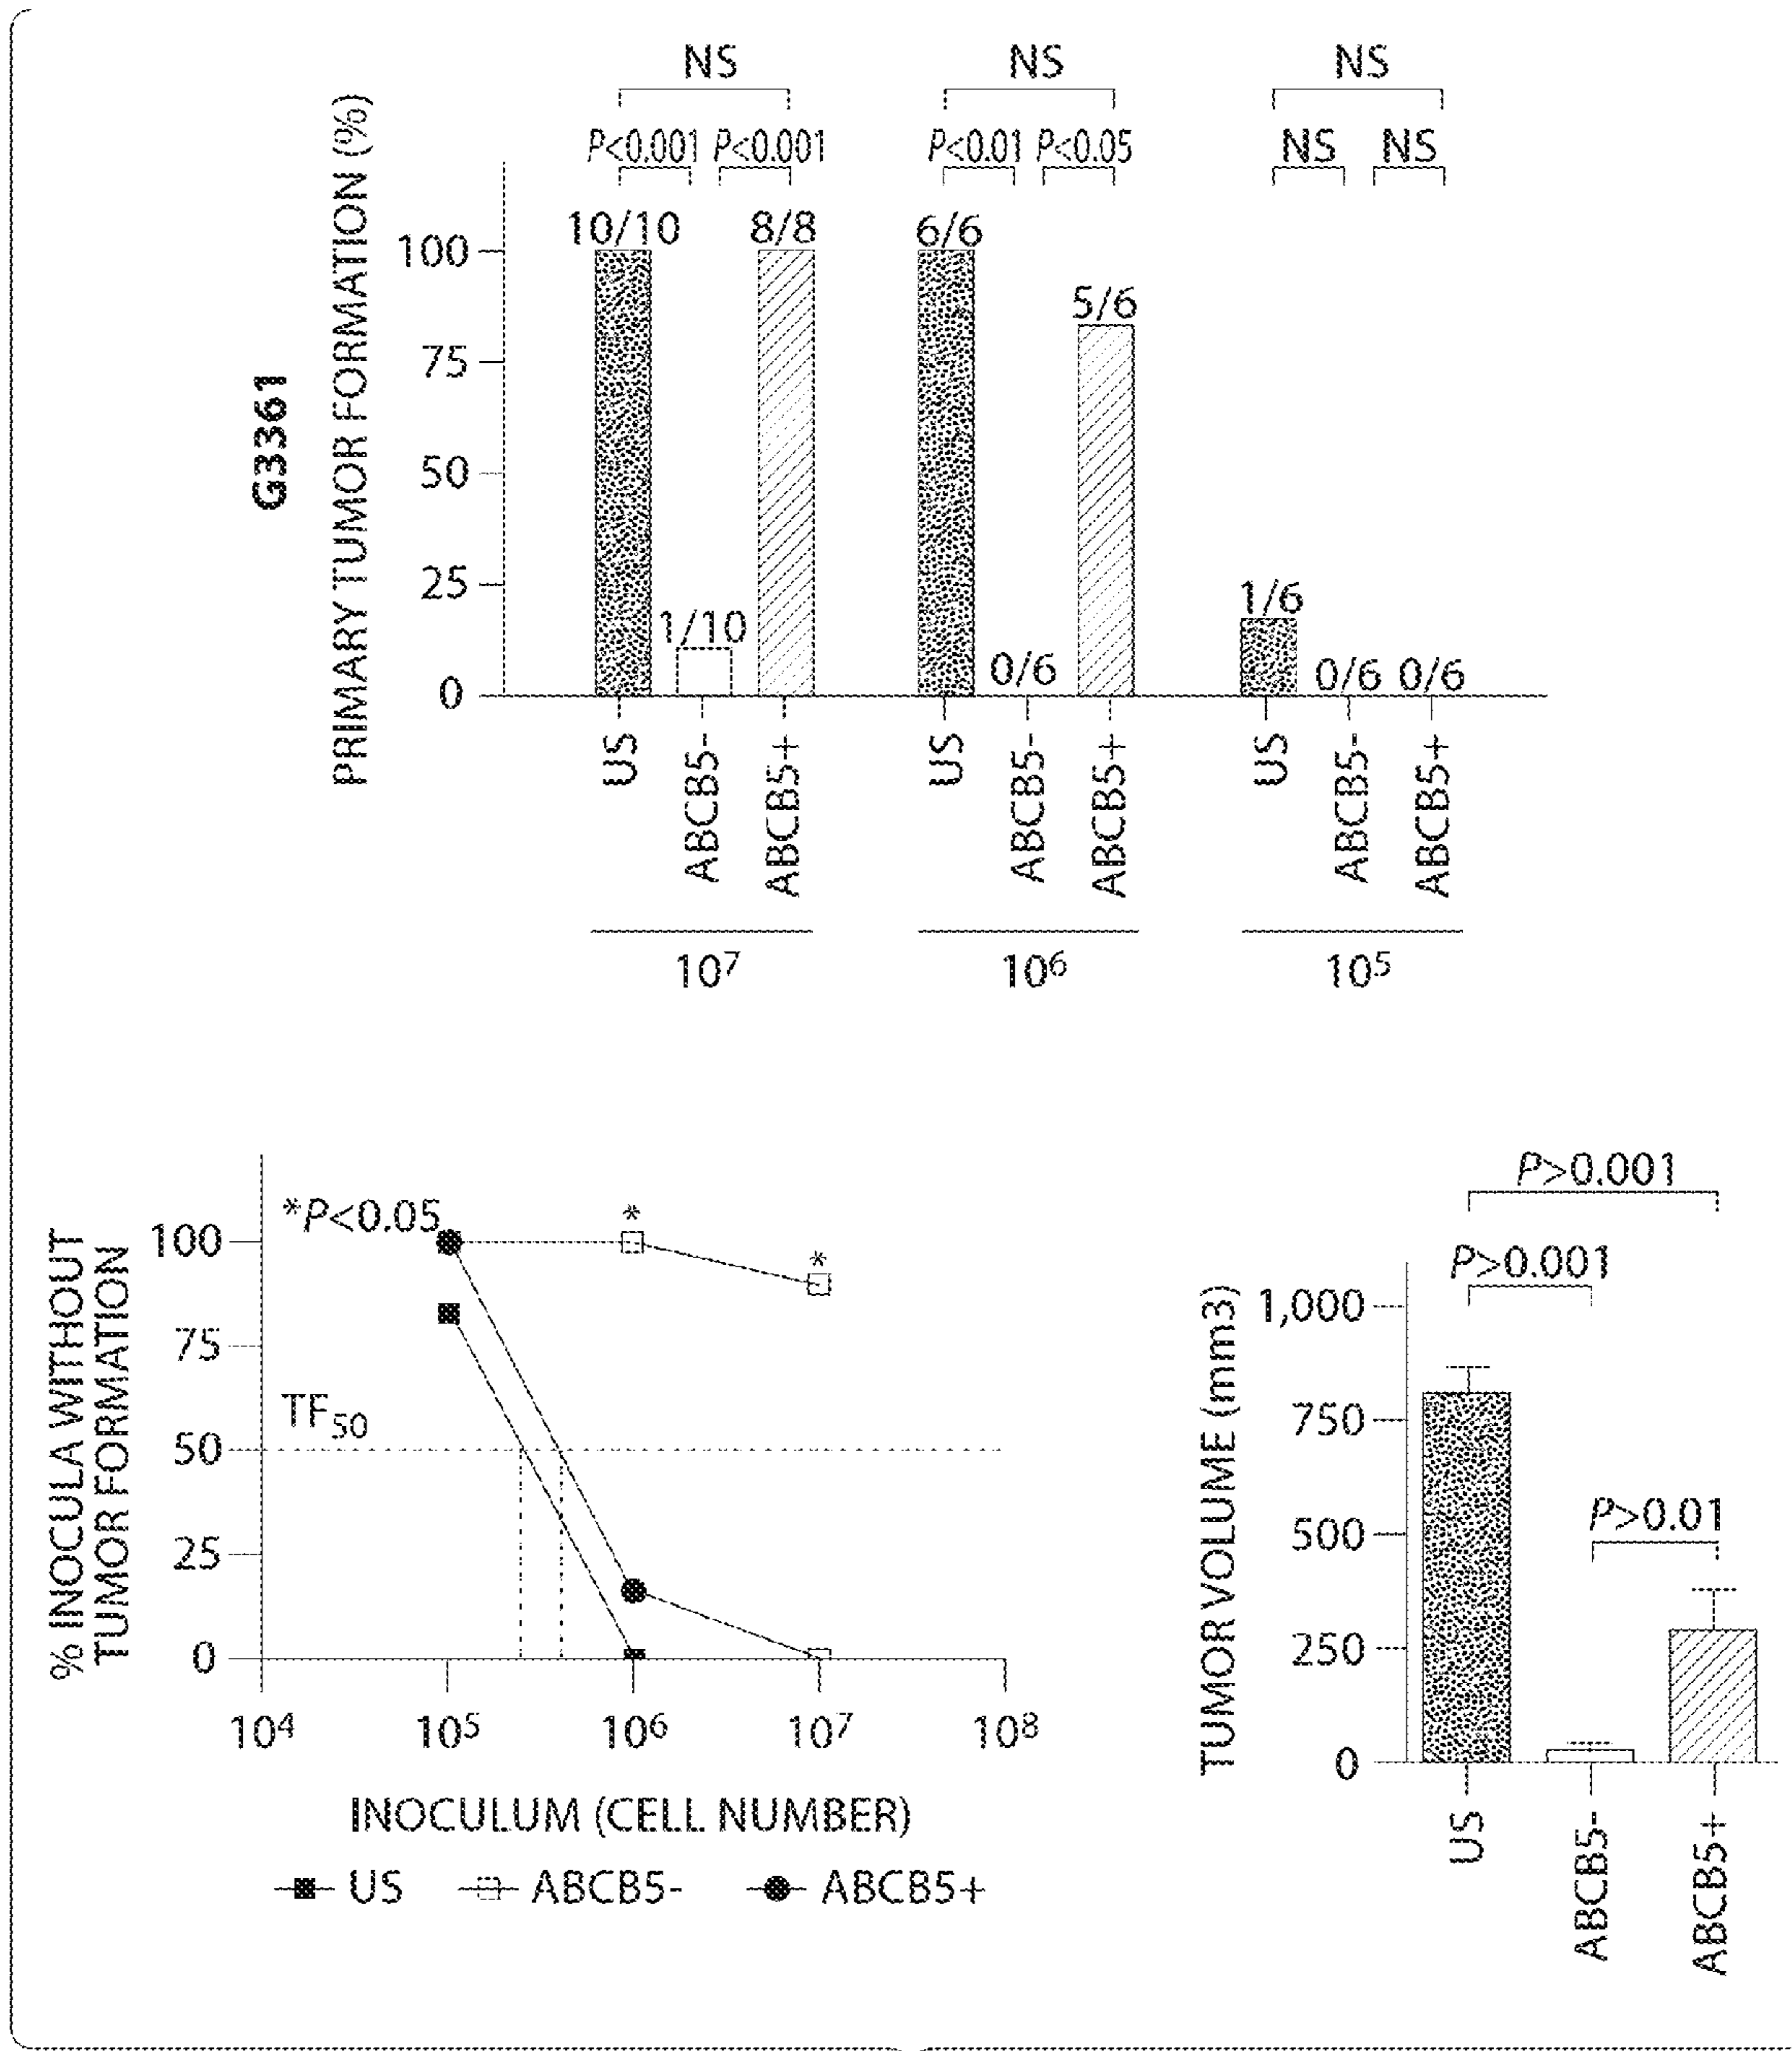 NS NS NS
P<0.001 P<0.001 P<0.01 P<0.05 NS NS
10/10 8/8 6/6
5/6
1/10 0/6 1/6 0/6 0/6
G3361
PRIMARY TUMOR FORMATION (%)
100
75
50
25
0
US ABCB5- ABCB5+ US ABCB5- ABCB5+ US ABCB5- ABCB5+
10⁷ 10⁶ 10⁵
% INOCULA WITHOUT
TUMOR FORMATION
*P<0.05
*
*
TF₅₀
100
75
50
25
0
10⁴ 10⁵ 10⁶ 10⁷ 10⁸
INOCULUM (CELL NUMBER)
US ABCB5- ABCB5+
P>0.001
P>0.001
P>0.01
TUMOR VOLUME (mm3)
1,000
750
500
250
0
US ABCB5- ABCB5+